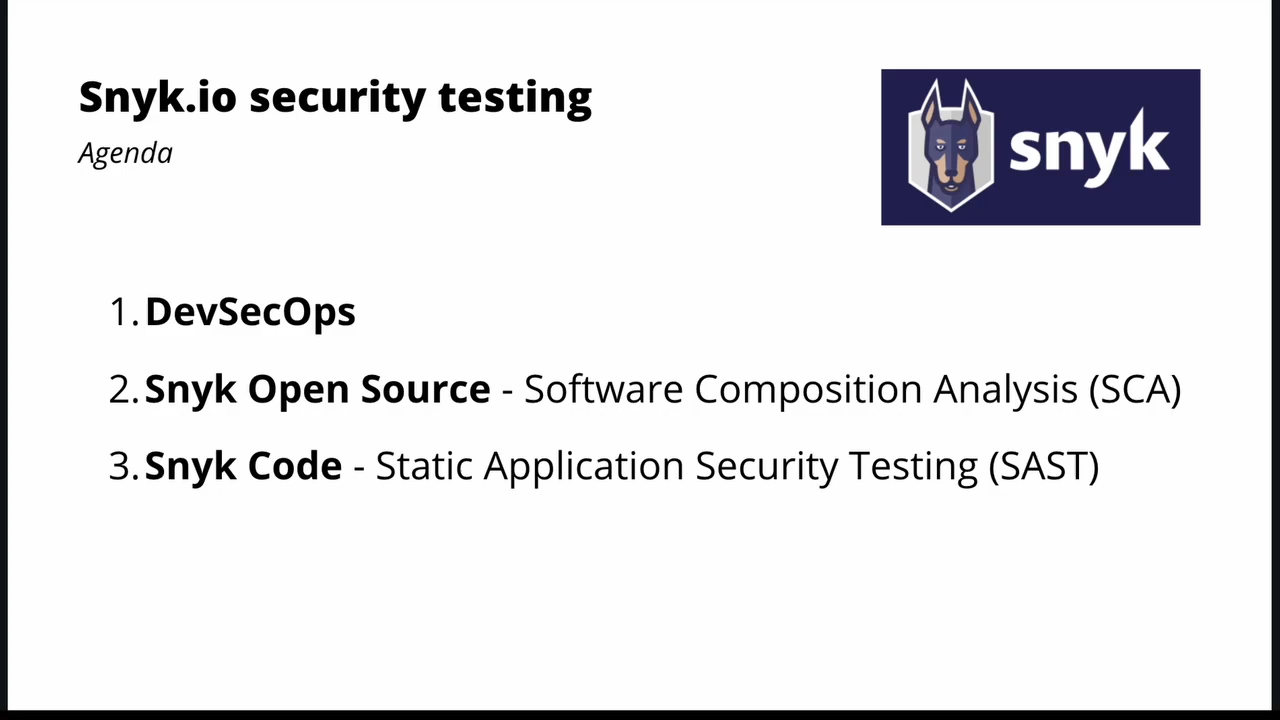 Snyk.io security testing
Agenda
snyk
1. DevSecOps
2. Snyk Open Source - Software Composition Analysis (SCA)
3. Snyk Code - Static Application Security Testing (SAST)